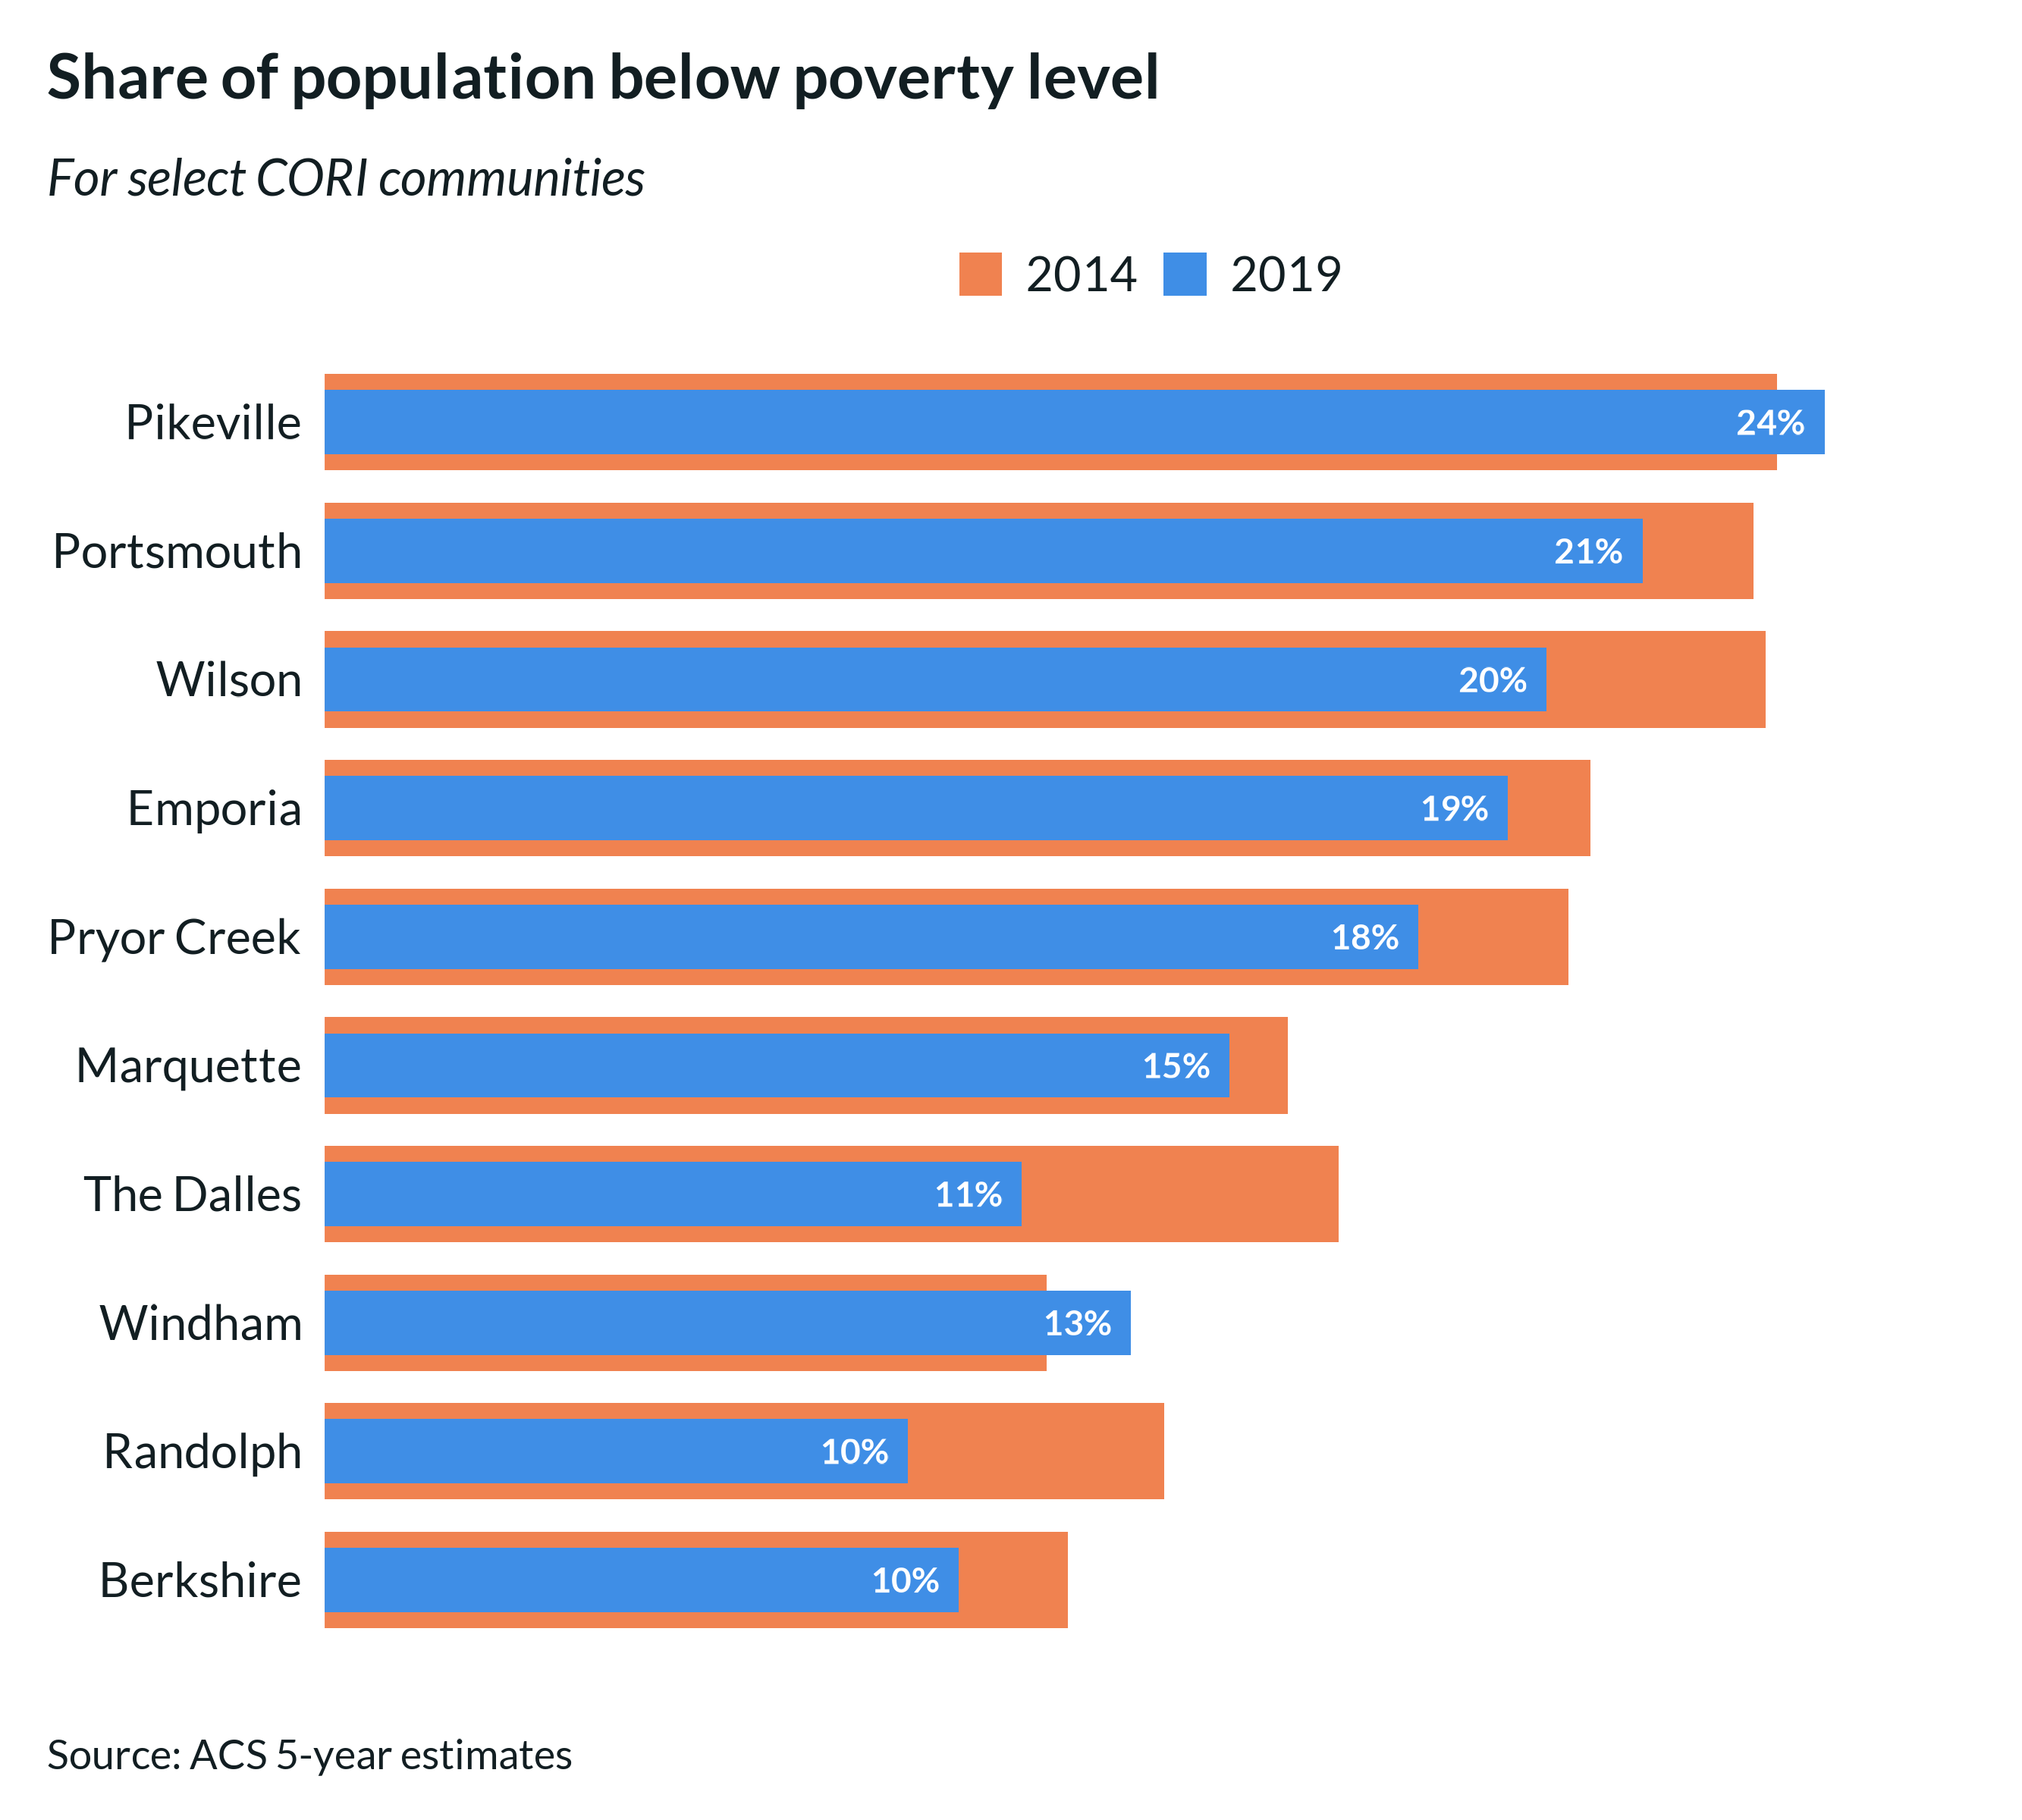 Share of population below poverty level
For select CORI communities
2014 2019
Pikeville 24%
Portsmouth 21%
Wilson 20%
Emporia 19%
Pryor Creek 18%
Marquette 15%
The Dalles 11%
Windham 13%
Randolph 10%
Berkshire 10%
Source: ACS 5-year estimates